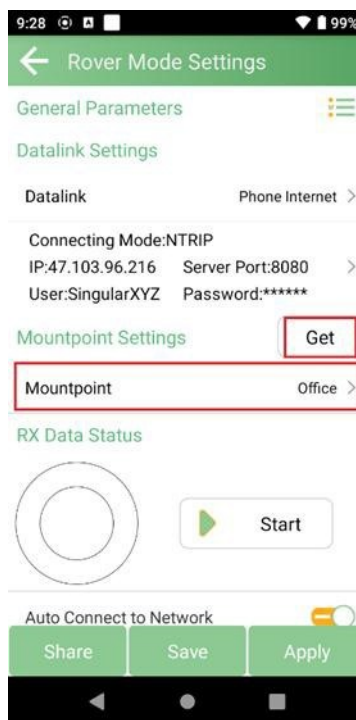 9:28 99%
Rover Mode Settings
General Parameters
Datalink Settings
Datalink Phone Internet
Connecting Mode:NTRIP
IP:47.103.96.216 Server Port:8080
User:SingularXYZ Password:******
Mountpoint Settings Get
Mountpoint Office
RX Data Status
Start
Auto Connect to Network
Share Save Apply